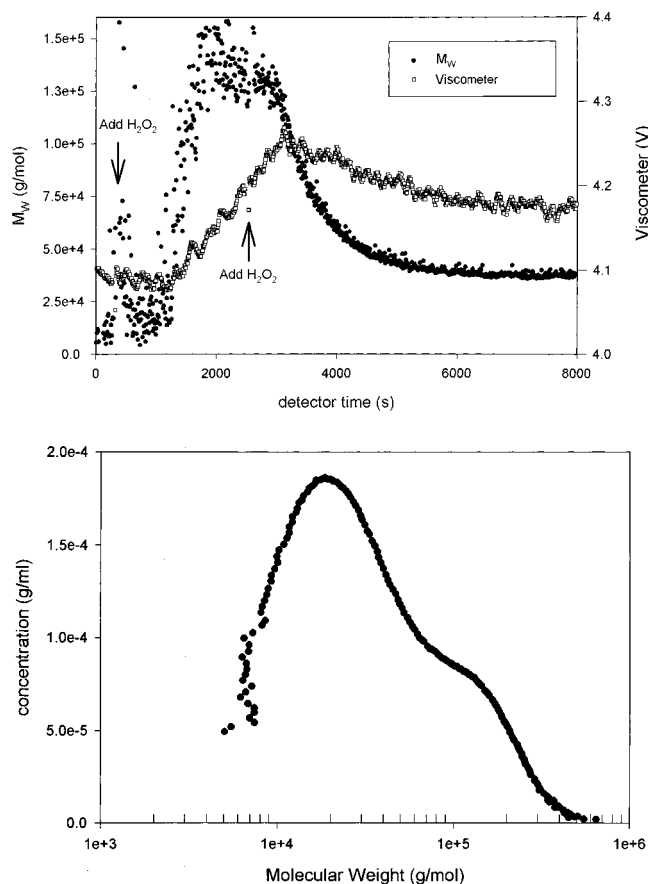 1.5e+5
1.3e+5
1.0e+5
7.5e+4
5.0e+4
2.5e+4
0.0
M_W (g/mol)
4.4
4.3
4.2
4.1
4.0
Viscometer (V)
M_W
Viscometer
Add H₂O₂
Add H₂O₂
0 2000 4000 6000 8000
detector time (s)
2.0e-4
1.5e-4
1.0e-4
5.0e-5
0.0
concentration (g/ml)
1e+3 1e+4 1e+5 1e+6
Molecular Weight (g/mol)